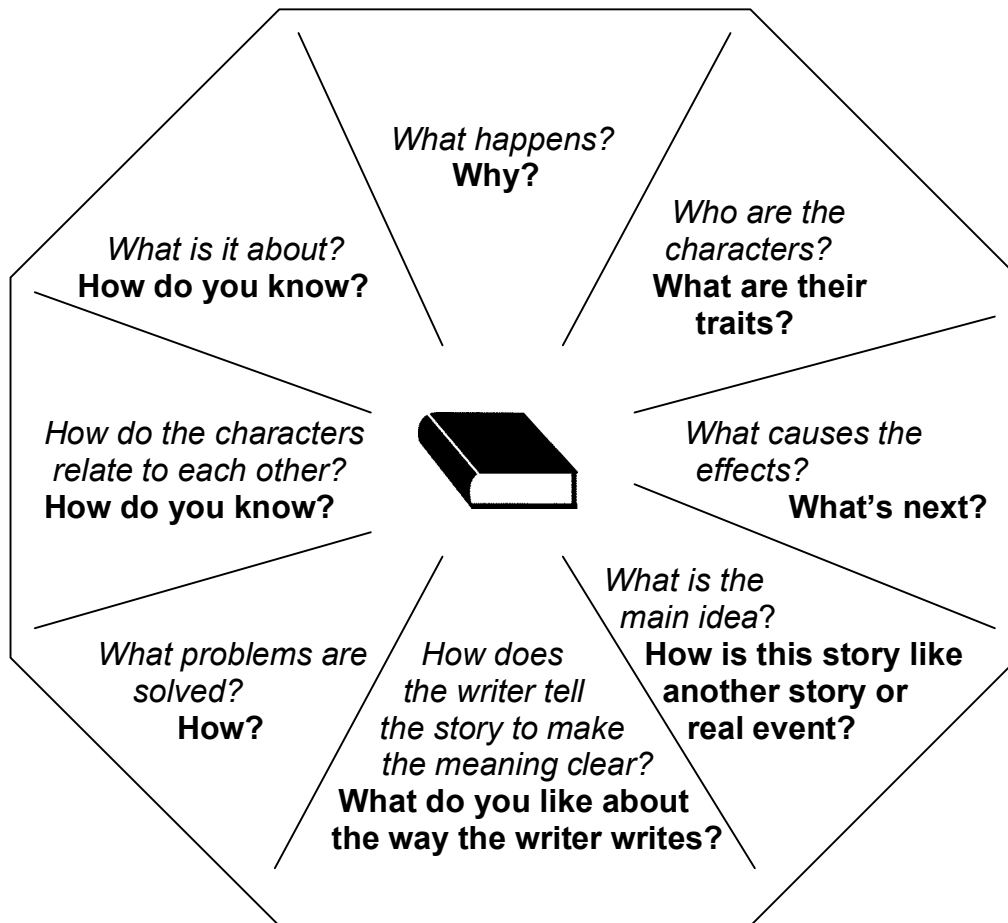 What happens?
Why?
Who are the
characters?
What are their
traits?
What causes the
effects?
What's next?
What is the
main idea?
How is this story like
another story or
real event?
How does
the writer tell
the story to make
the meaning clear?
What do you like about
the way the writer writes?
What problems are
solved?
How?
How do the characters
relate to each other?
How do you know?
What is it about?
How do you know?